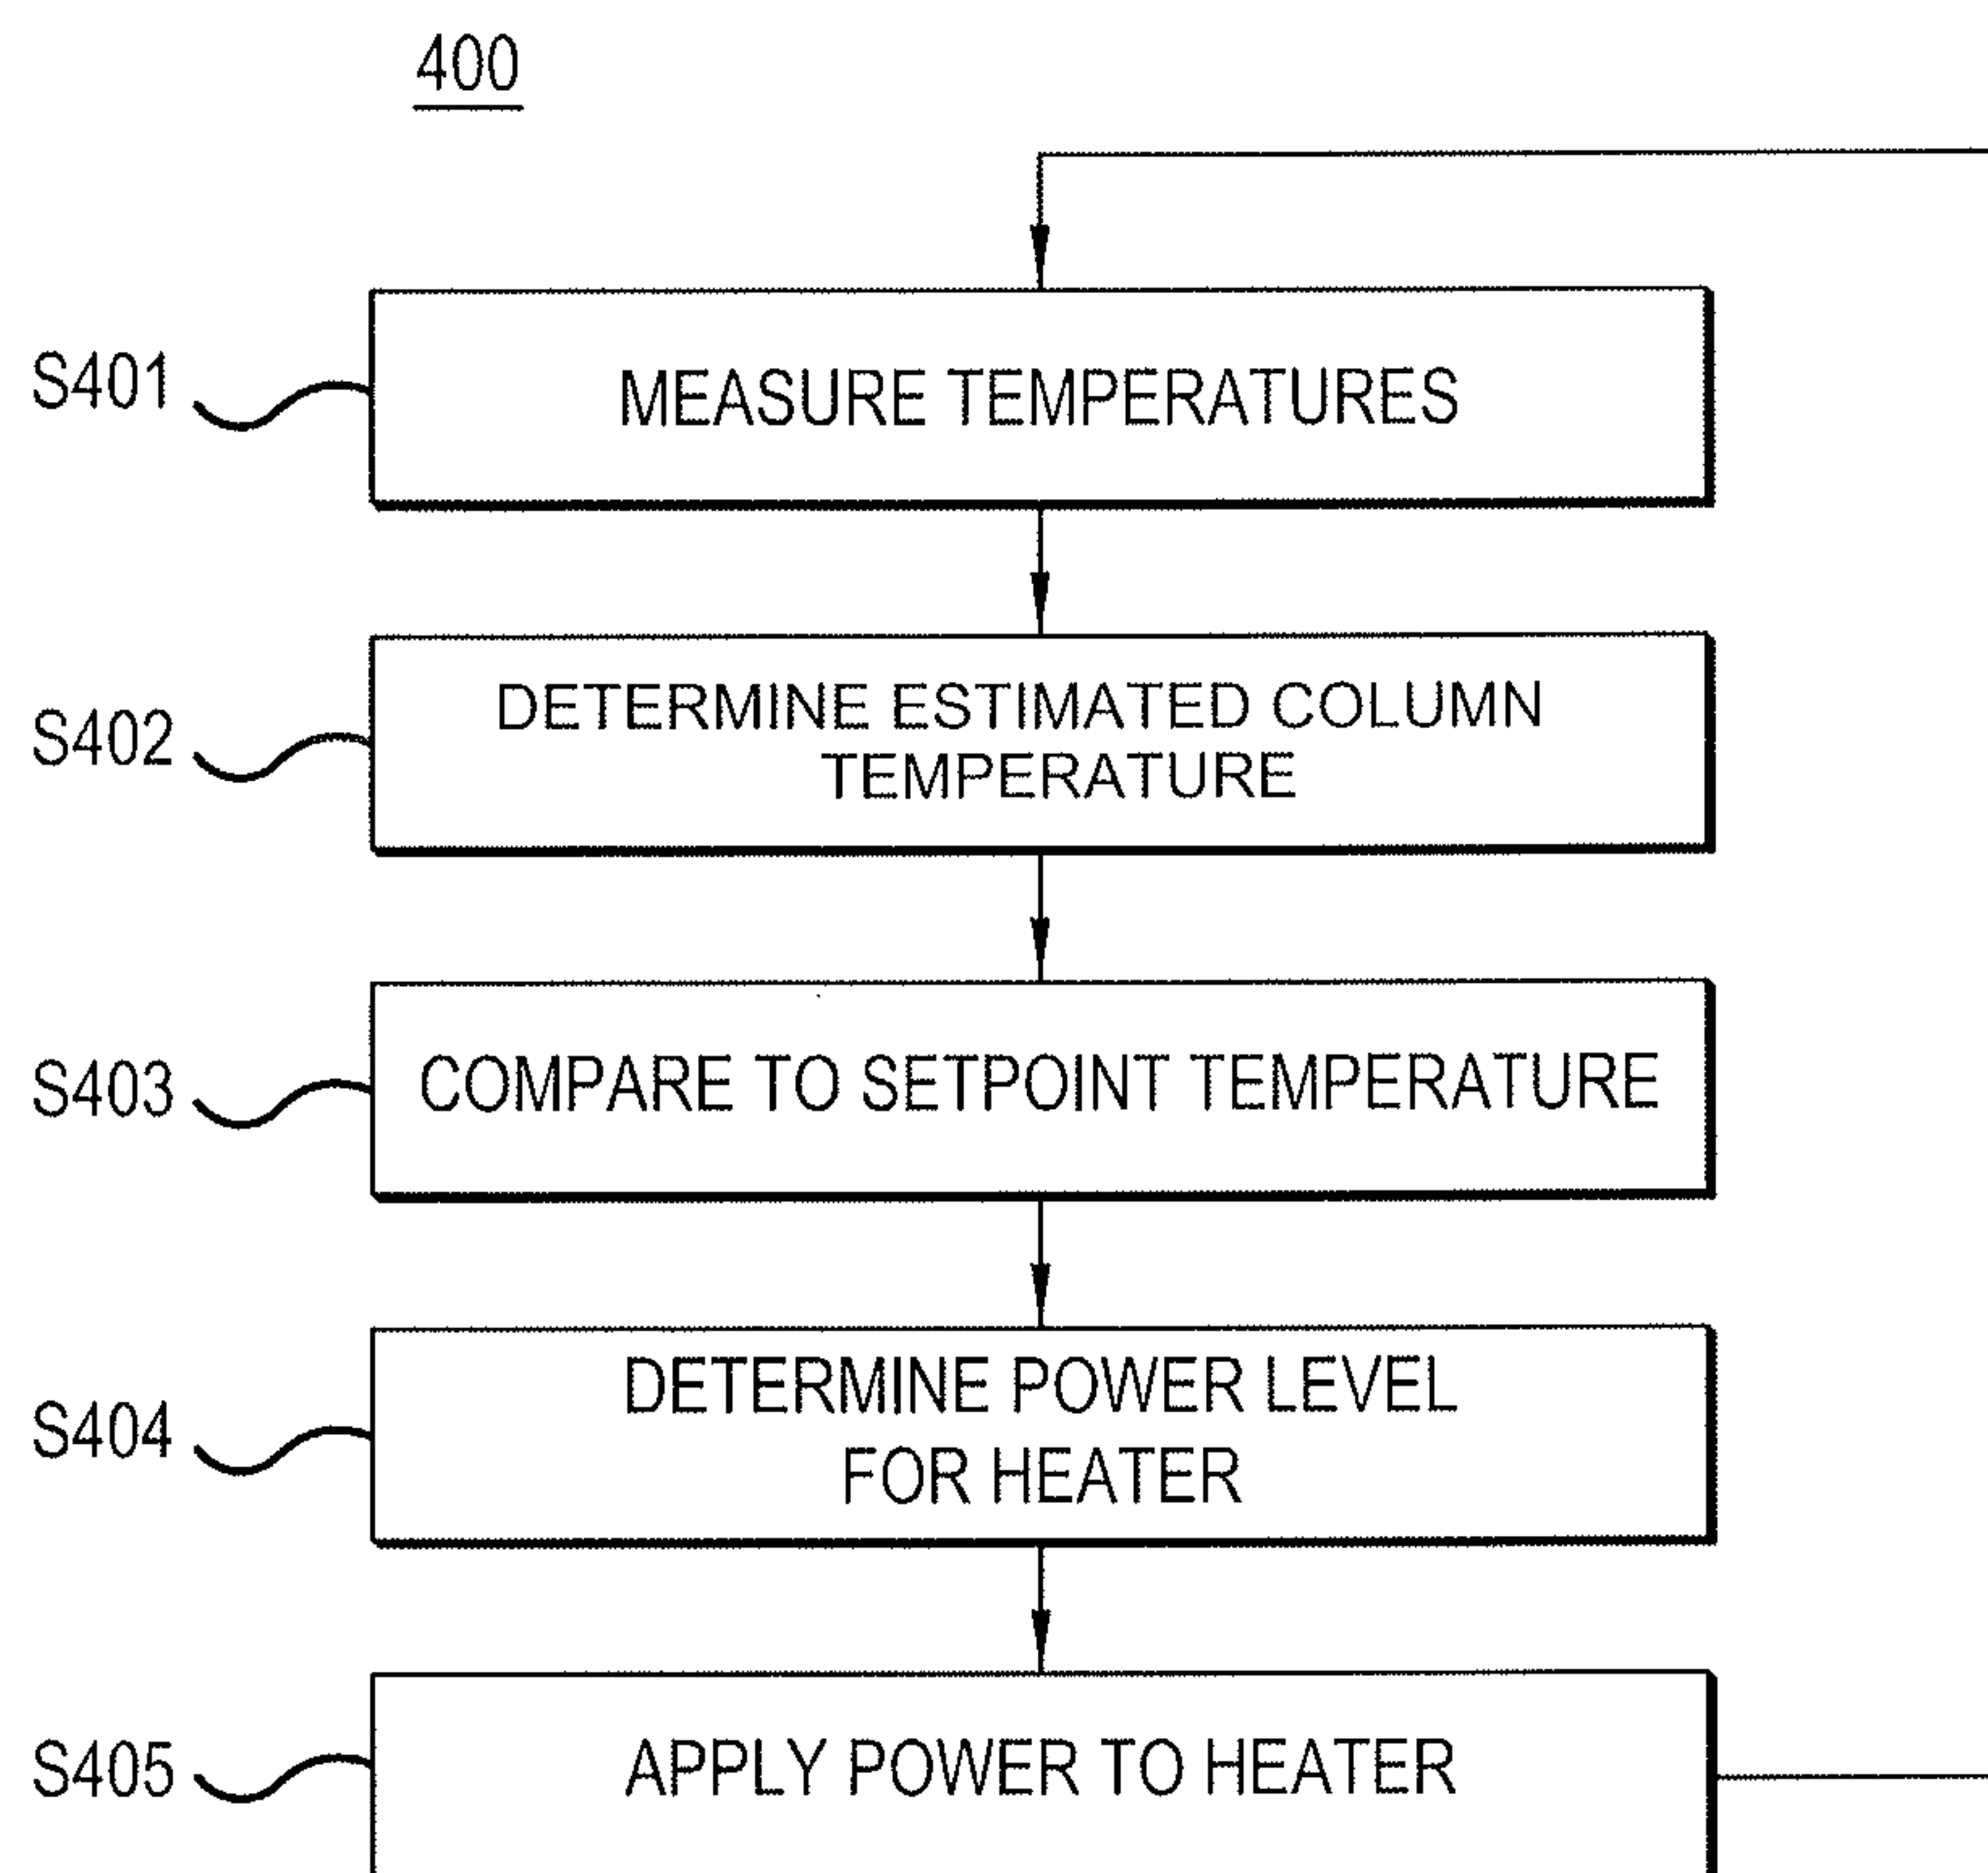 400
S401
MEASURE TEMPERATURES
S402
DETERMINE ESTIMATED COLUMN
TEMPERATURE
S403
COMPARE TO SETPOINT TEMPERATURE
S404
DETERMINE POWER LEVEL
FOR HEATER
S405
APPLY POWER TO HEATER